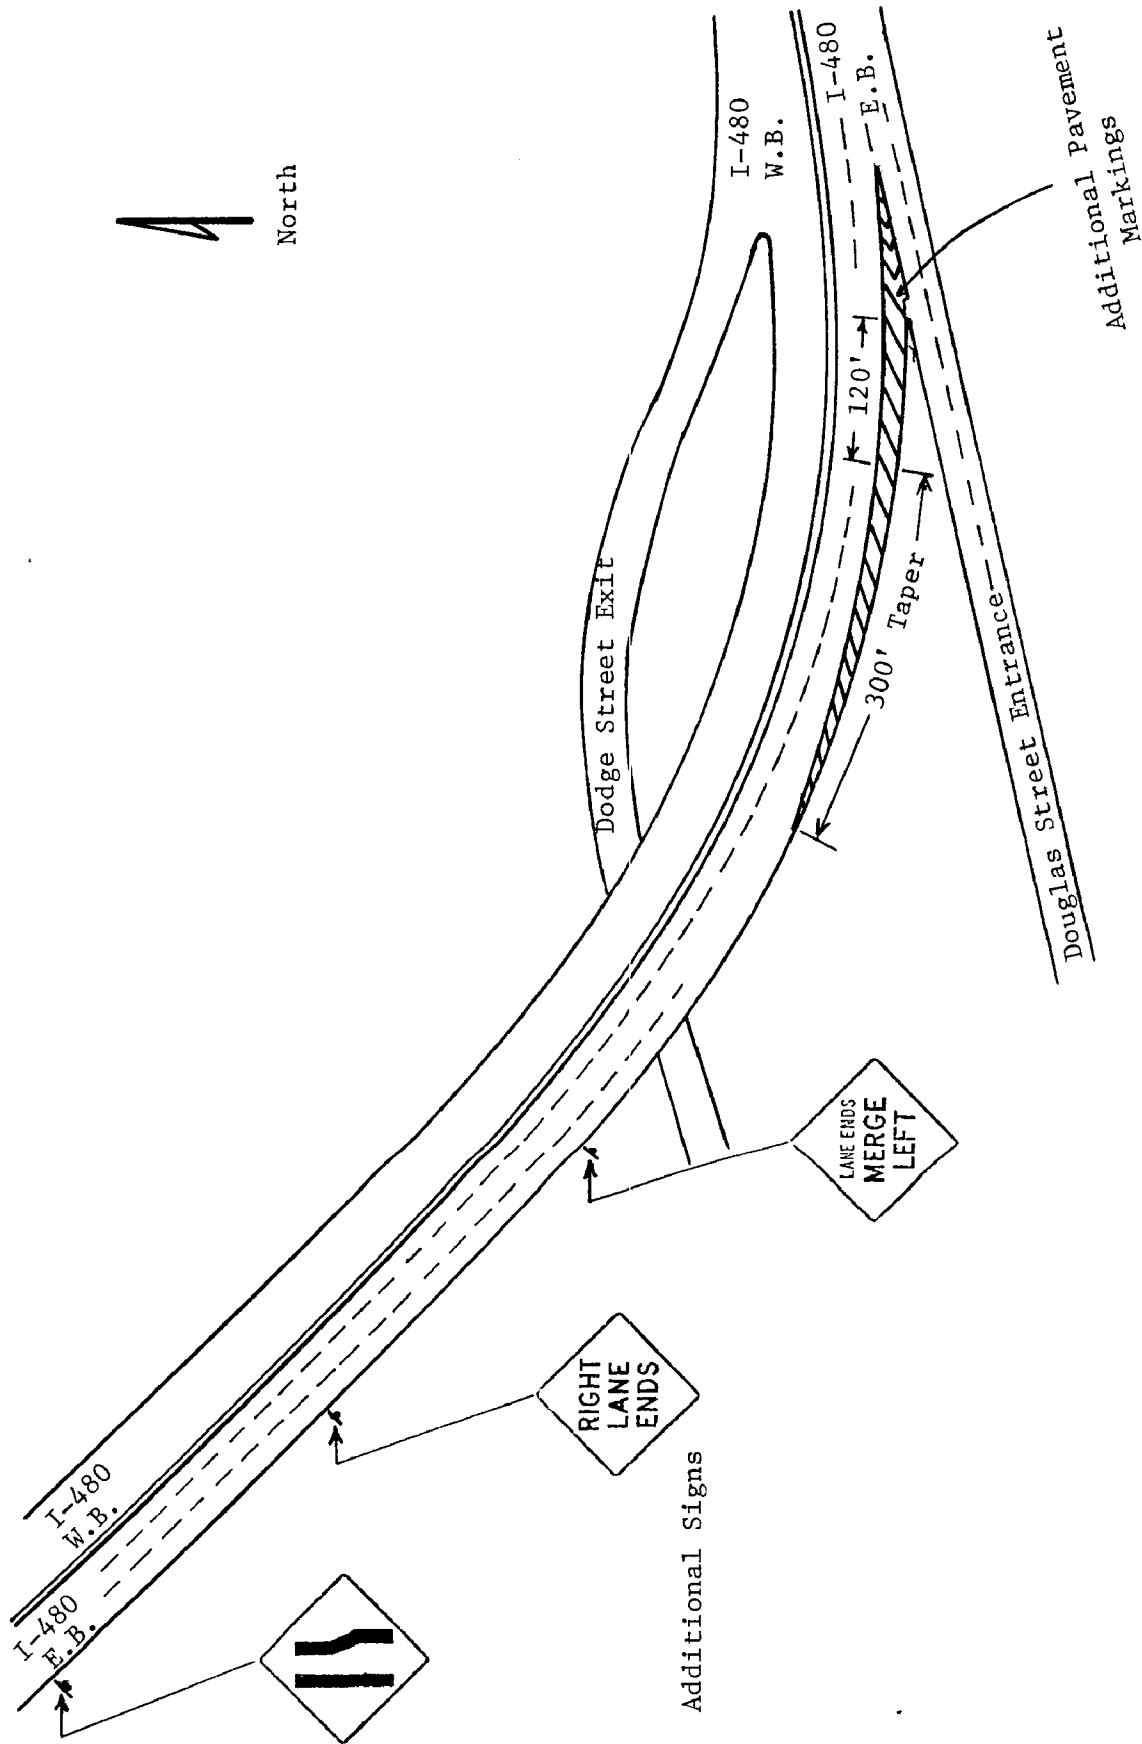 North
I-480
W.B.
I-480
E.B.
RIGHT
LANE
ENDS
LANE ENDS
MERGE
LEFT
Additional Signs
Dodge Street Exit
300' Taper
120'
I-480
W.B.
I-480
E.B.
Douglas Street Entrance
Additional Pavement
Markings